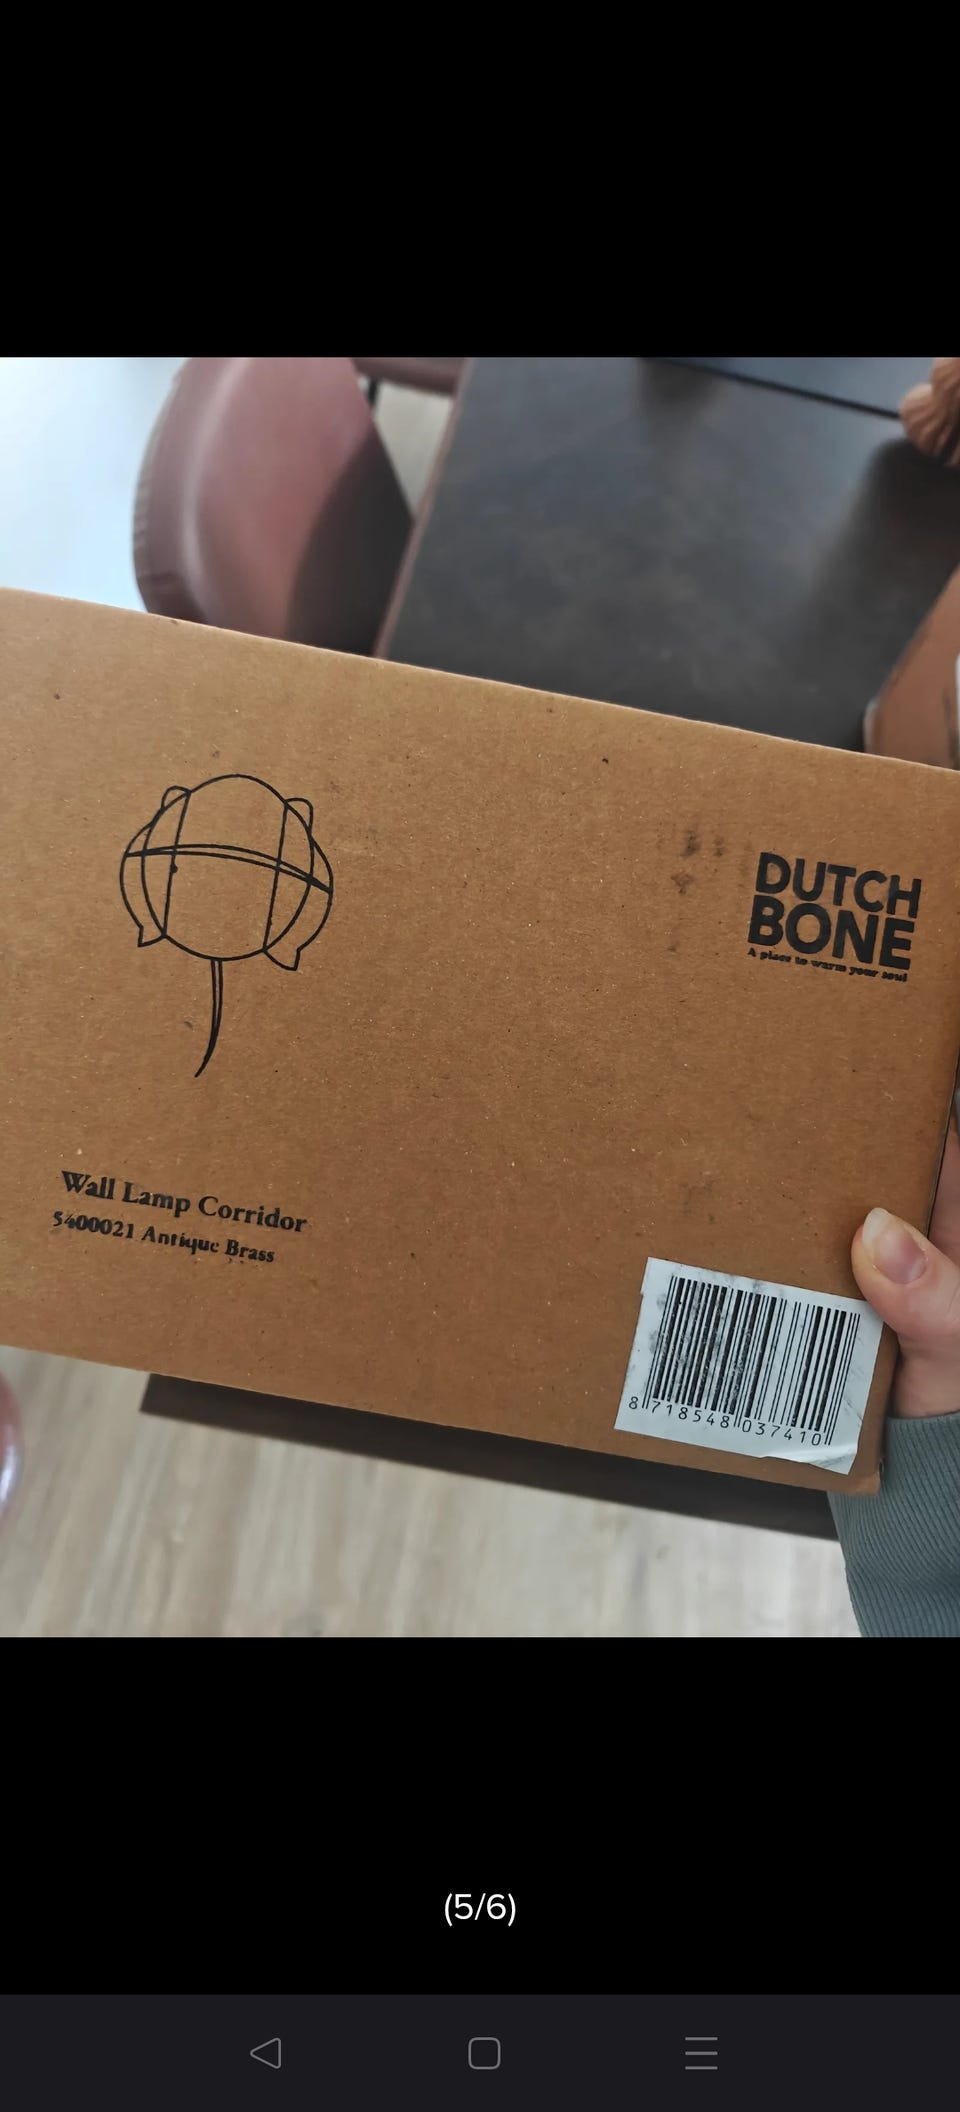 DUTCH
BONE
A place to warm your soul
Wall Lamp Corridor
5400021 Antique Brass
8 718548 037410
(5/6)